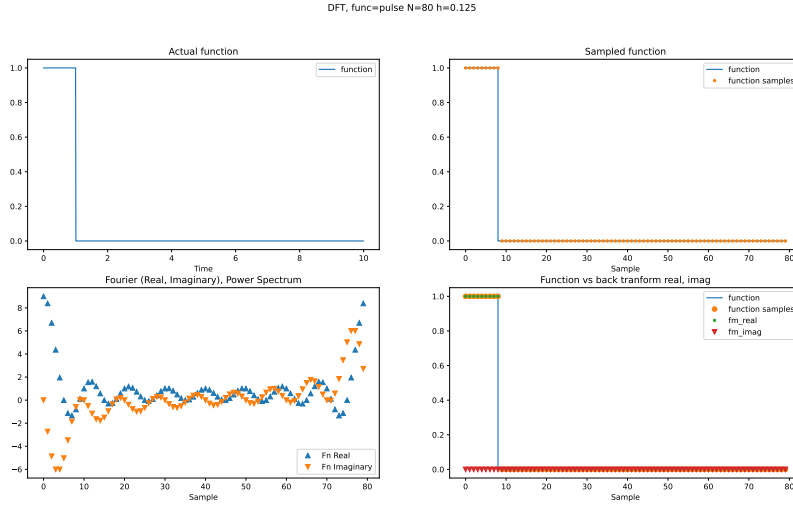 DFT, func=pulse N=80 h=0.125
Actual function
1.0
0.8
0.6
0.4
0.2
0.0
function
0 2 4 6 8 10
Time
Sampled function
1.0
0.8
0.6
0.4
0.2
0.0
function
function samples
0 10 20 30 40 50 60 70 80
Sample
Fourier (Real, Imaginary), Power Spectrum
8
6
4
2
0
−2
−4
−6
Fn Real
Fn Imaginary
0 10 20 30 40 50 60 70 80
Sample
Function vs back tranform real, imag
1.0
0.8
0.6
0.4
0.2
0.0
function
function samples
fm_real
fm_imag
0 10 20 30 40 50 60 70 80
Sample